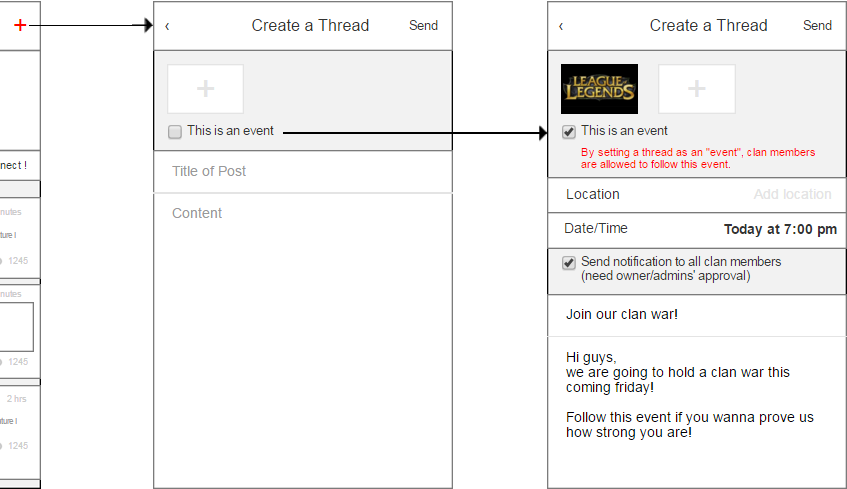 +
nect !
nutes
ture l
1245
nutes
1245
2 hrs
ture l
1245
‹ Create a Thread Send
+
This is an event
Title of Post
Content
‹ Create a Thread Send
LEAGUE
OF
LEGENDS
+
This is an event
By setting a thread as an "event", clan members
are allowed to follow this event.
Location Add location
Date/Time Today at 7:00 pm
Send notification to all clan members
(need owner/admins' approval)
Join our clan war!
Hi guys,
we are going to hold a clan war this
coming friday!
Follow this event if you wanna prove us
how strong you are!